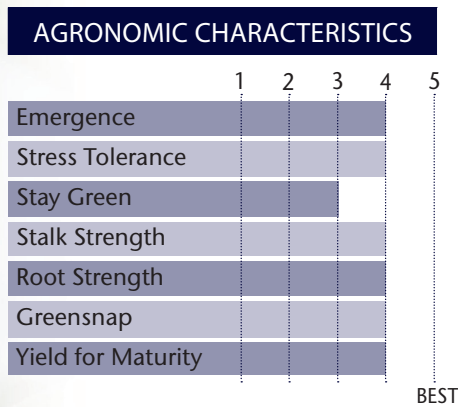 AGRONOMIC CHARACTERISTICS
1 2 3 4 5
Emergence
Stress Tolerance
Stay Green
Stalk Strength
Root Strength
Greensnap
Yield for Maturity
BEST